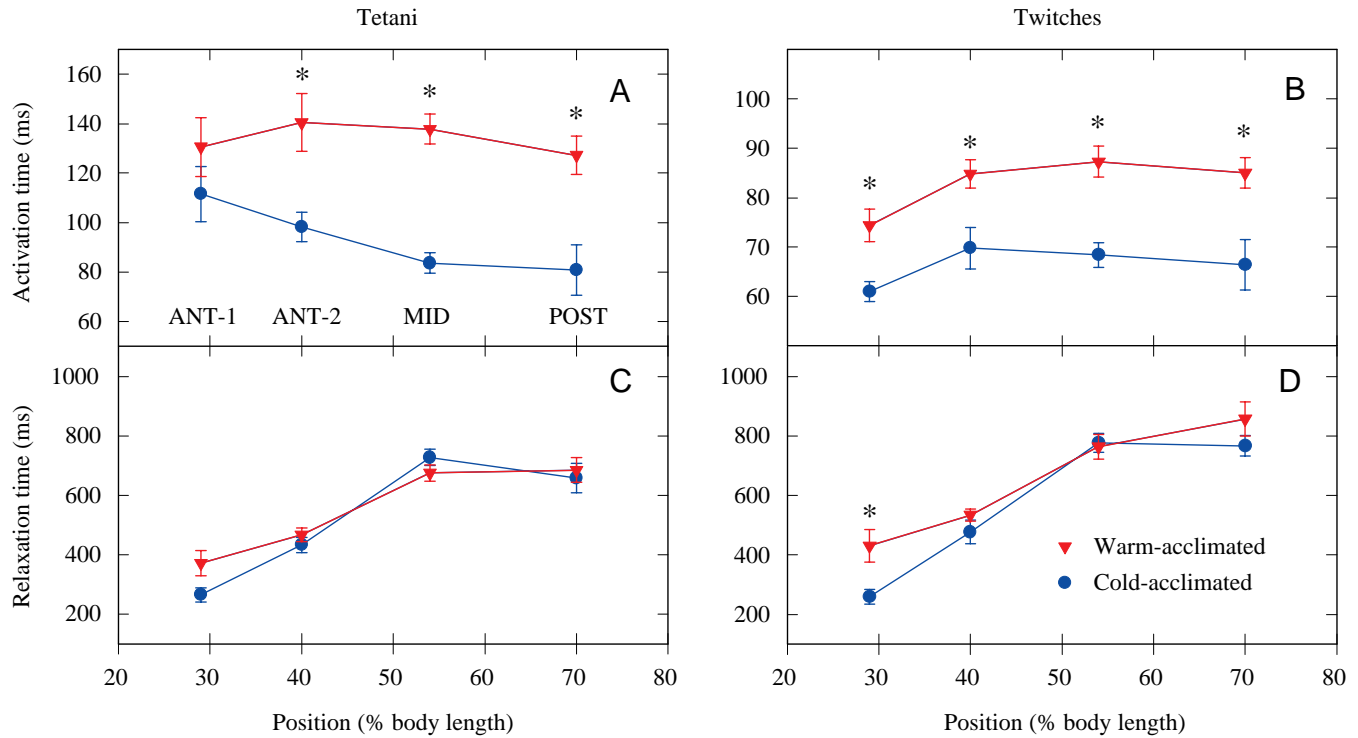 Tetani
Twitches
Activation time (ms)
160
140
120
100
80
60
*
*
*
A
ANT-1 ANT-2 MID POST
100
90
80
70
60
*
*
*
*
B
Relaxation time (ms)
1000
800
600
400
200
C
20 30 40 50 60 70 80
Position (% body length)
1000
800
600
400
200
*
D
Warm-acclimated
Cold-acclimated
20 30 40 50 60 70 80
Position (% body length)